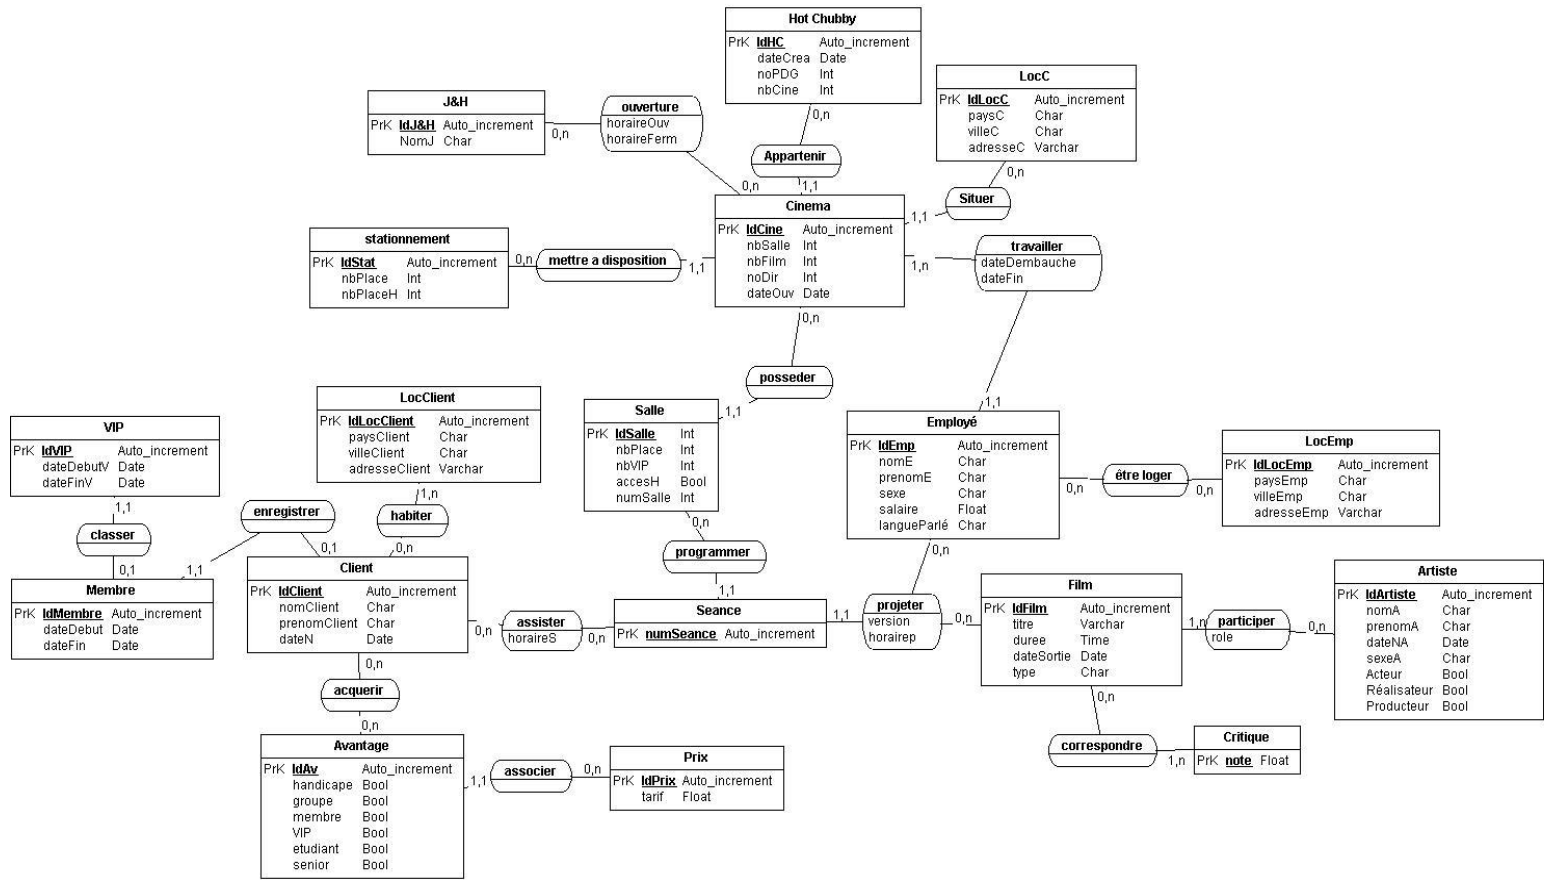 Hot Chubby
PrK IdHC Auto_increment
dateCrea Date
noPDG Int
nbCine Int
0,n
Appartenir
1,1
LocC
PrK IdLocC Auto_increment
paysC Char
villeC Char
adresseC Varchar
0,n
Situer
1,1
J&H
PrK IdJ&H Auto_increment
NomJ Char
0,n
ouverture
horaireOuv
horaireFerm
0,n
Cinema
PrK IdCine Auto_increment
nbSalle Int
nbFilm Int
noDir Int
dateOuv Date
stationnement
PrK IdStat Auto_increment
nbPlace Int
nbPlaceH Int
0,n
mettre a disposition
1,1
1,n
travailler
dateDembauche
dateFin
1,1
0,n
posseder
1,1
VIP
PrK IdVIP Auto_increment
dateDebutV Date
dateFinV Date
1,1
classer
0,1
LocClient
PrK IdLocClient Auto_increment
paysClient Char
villeClient Char
adresseClient Varchar
1,n
habiter
0,n
enregistrer
0,1
1,1
Salle
PrK IdSalle Int
nbPlace Int
nbVIP Int
accesH Bool
numSalle Int
0,n
programmer
1,1
Employé
PrK IdEmp Auto_increment
nomE Char
prenomE Char
sexe Char
salaire Float
langueParlé Char
0,n
être loger
0,n
LocEmp
PrK IdLocEmp Auto_increment
paysEmp Char
villeEmp Char
adresseEmp Varchar
Membre
PrK IdMembre Auto_increment
dateDebut Date
dateFin Date
Client
PrK IdClient Auto_increment
nomClient Char
prenomClient Char
dateN Date
0,n
assister
horaireS
0,n
Seance
PrK numSeance Auto_increment
1,1
0,n
projeter
version
horairep
0,n
Film
PrK IdFilm Auto_increment
titre Varchar
duree Time
dateSortie Date
type Char
1,n
participer
role
0,n
Artiste
PrK IdArtiste Auto_increment
nomA Char
prenomA Char
dateNA Date
sexeA Char
Acteur Bool
Réalisateur Bool
Producteur Bool
0,n
acquerir
0,n
Avantage
PrK IdAv Auto_increment
handicape Bool
groupe Bool
membre Bool
VIP Bool
etudiant Bool
senior Bool
1,1
associer
0,n
Prix
PrK IdPrix Auto_increment
tarif Float
0,n
correspondre
1,n
Critique
PrK note Float